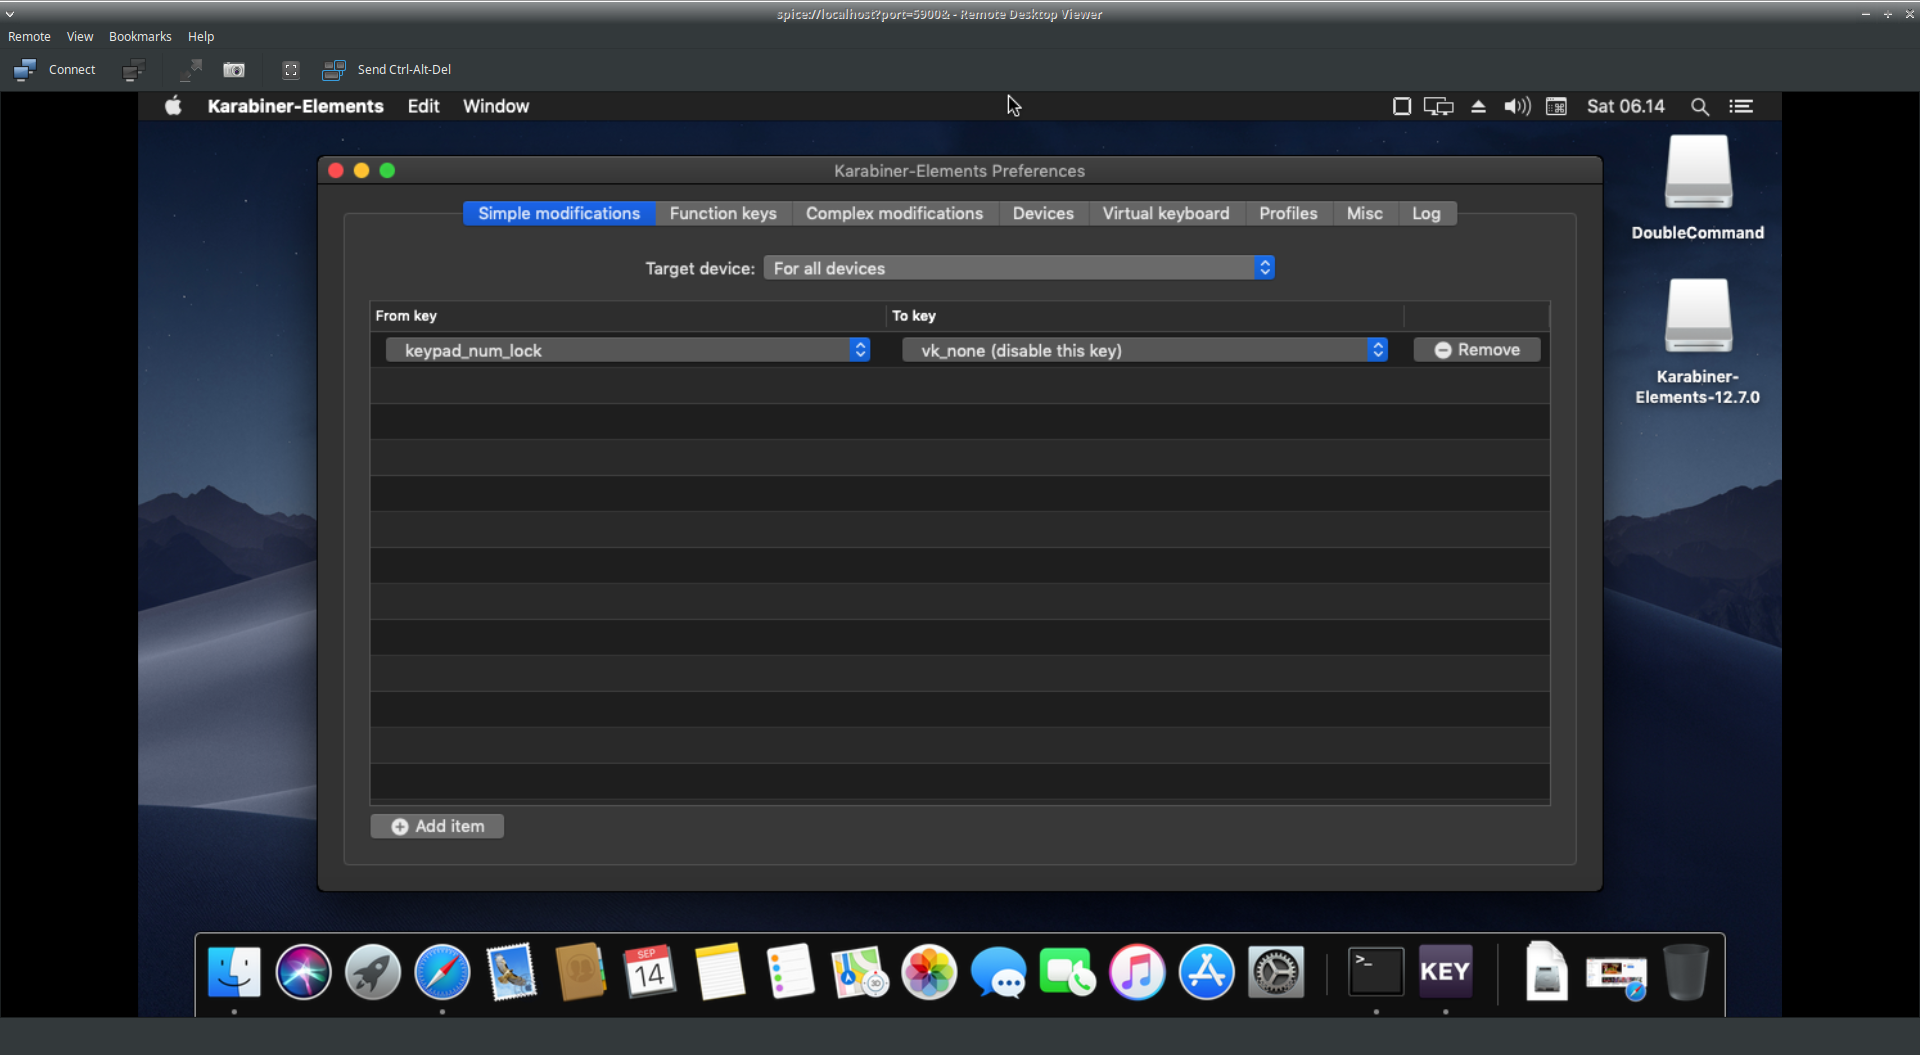 spice://localhost?port=5900& - Remote Desktop Viewer
Remote View Bookmarks Help
Connect Send Ctrl-Alt-Del
Karabiner-Elements Edit Window Sat 06.14
Karabiner-Elements Preferences
Simple modifications Function keys Complex modifications Devices Virtual keyboard Profiles Misc Log
Target device: For all devices
From key To key
keypad_num_lock vk_none (disable this key) Remove
Add item
DoubleCommand
Karabiner-
Elements-12.7.0
SEP
14
3D
>_
KEY